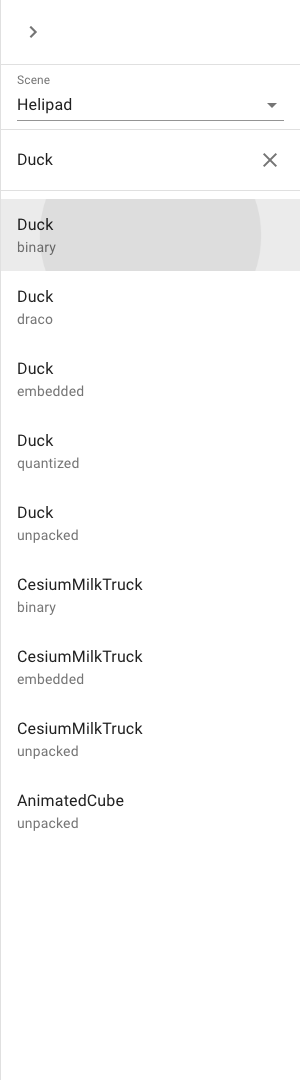 Scene
Helipad
Duck
Duck
binary
Duck
draco
Duck
embedded
Duck
quantized
Duck
unpacked
CesiumMilkTruck
binary
CesiumMilkTruck
embedded
CesiumMilkTruck
unpacked
AnimatedCube
unpacked